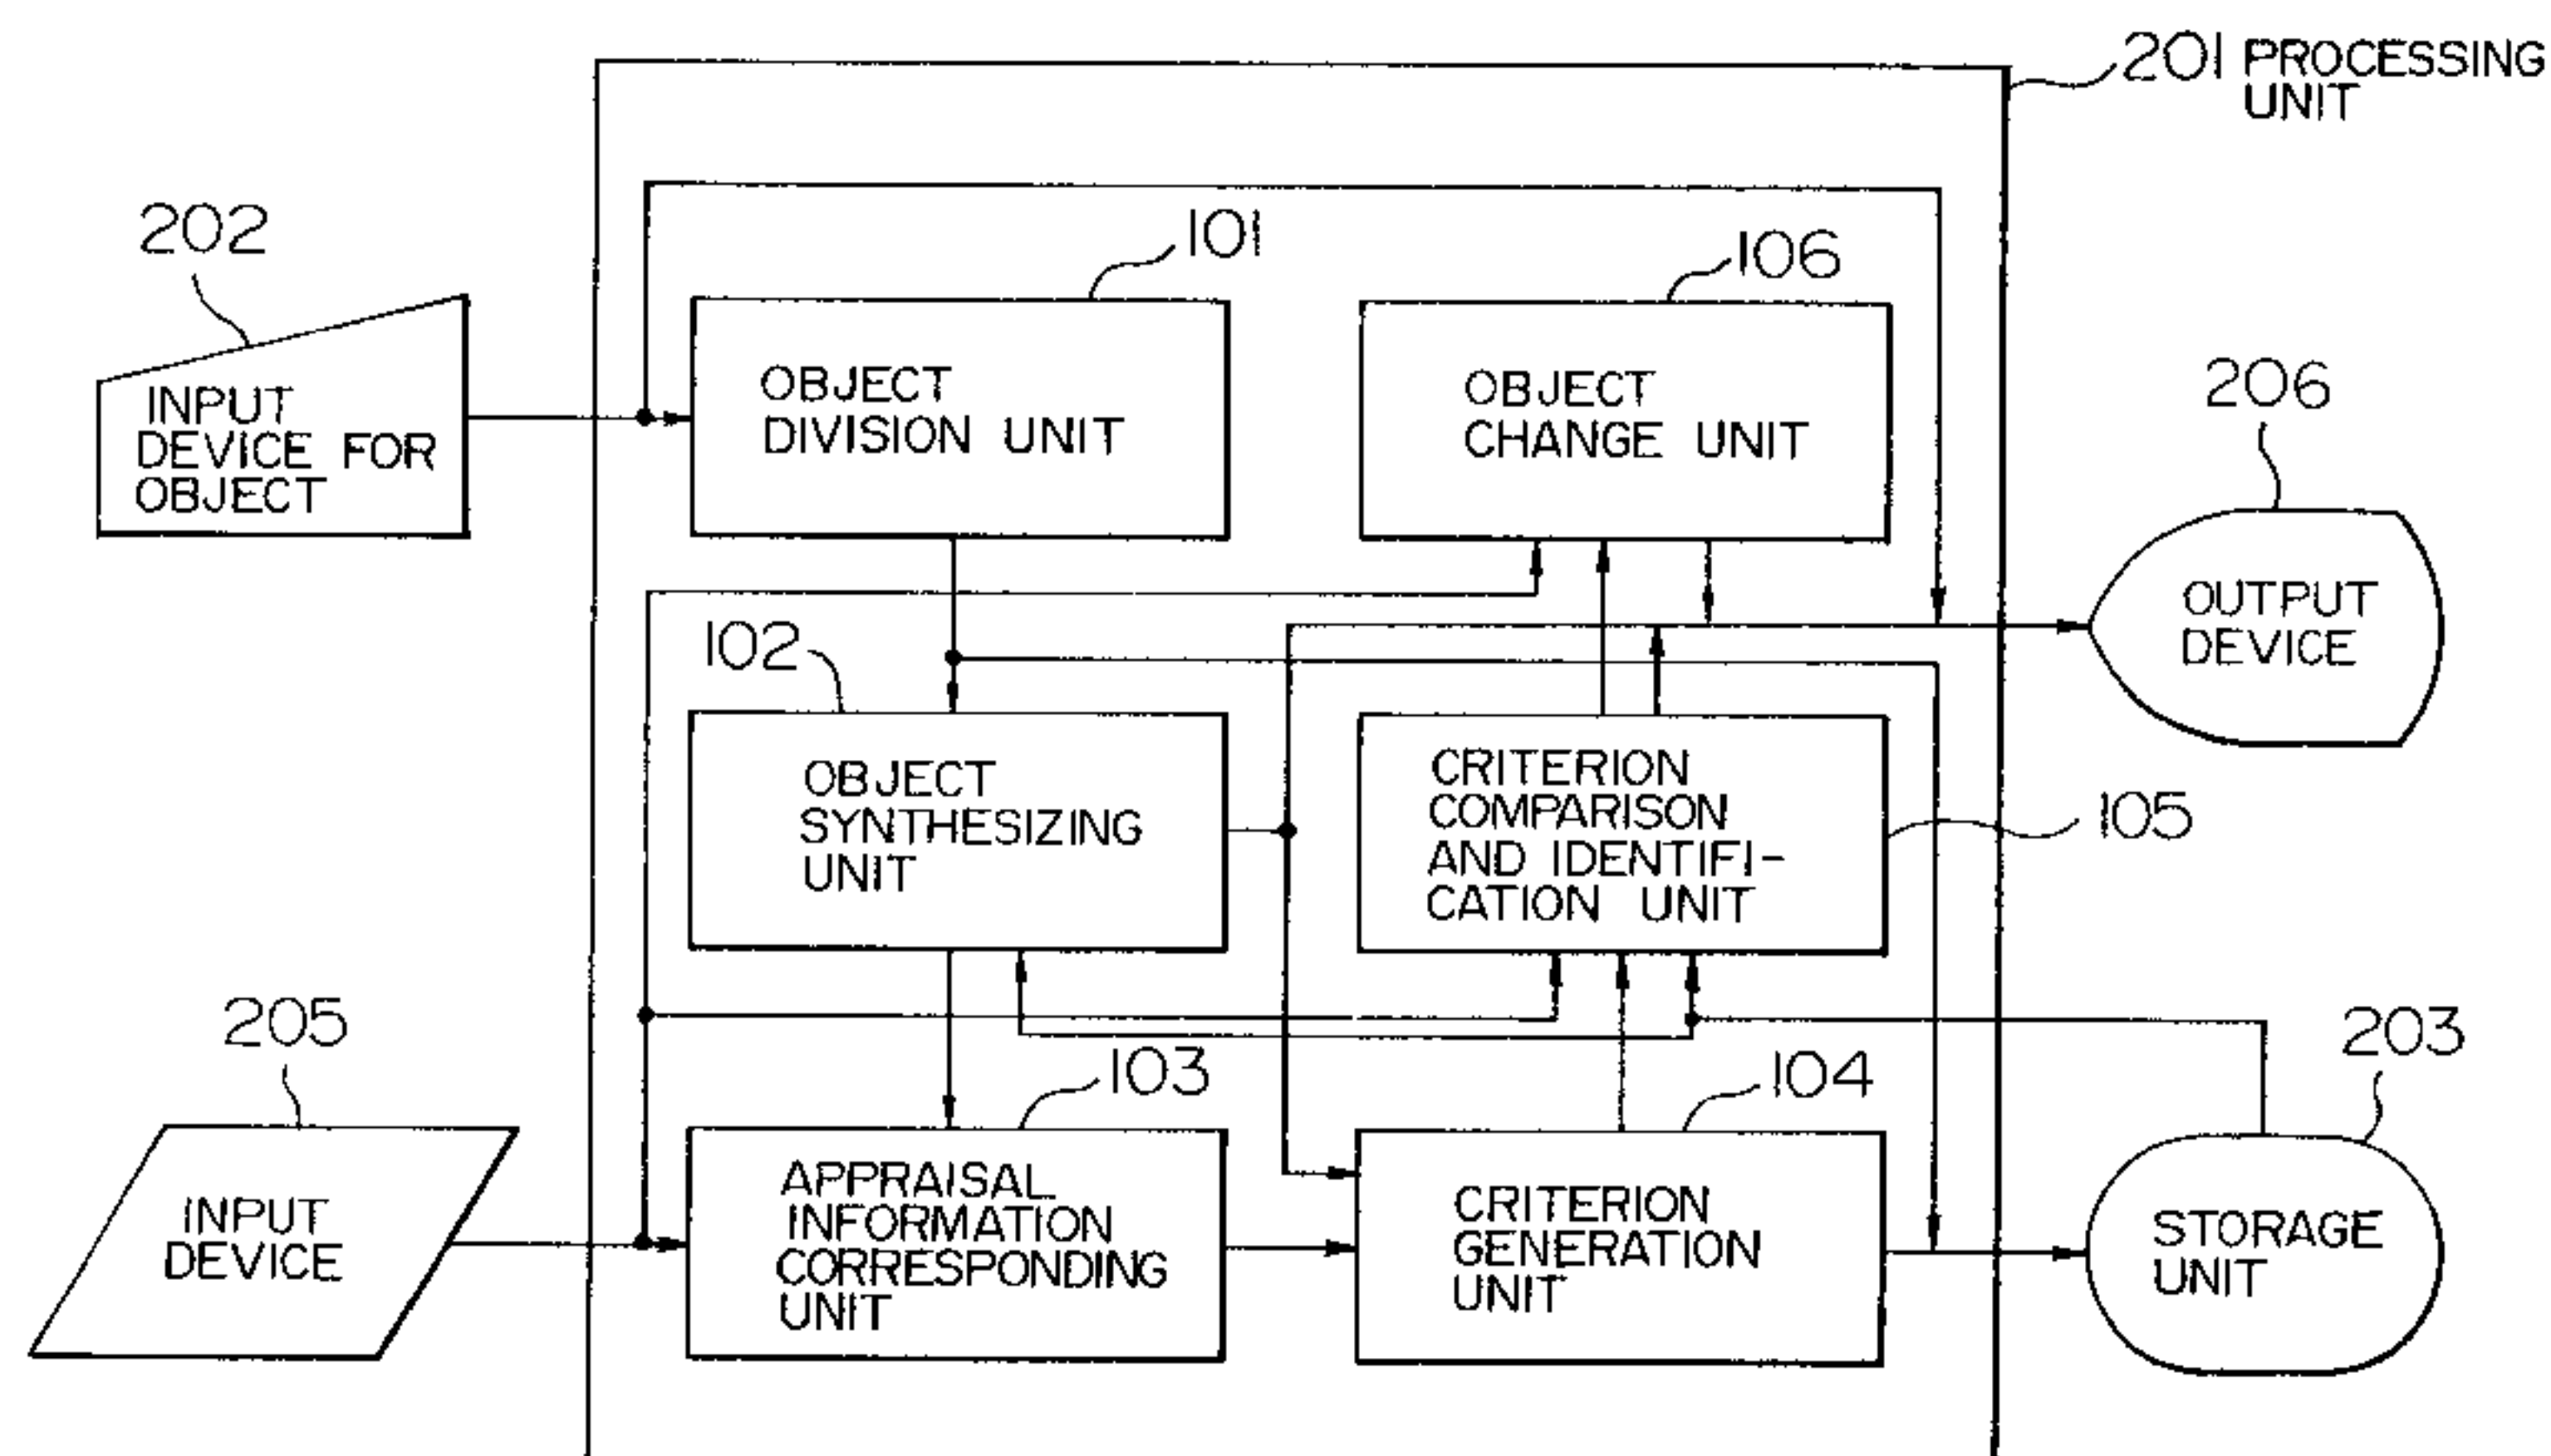 201 PROCESSING
UNIT
202
101
106
INPUT
DEVICE FOR
OBJECT
OBJECT
DIVISION UNIT
OBJECT
CHANGE UNIT
206
OUTPUT
DEVICE
102
OBJECT
SYNTHESIZING
UNIT
CRITERION
COMPARISON
AND IDENTIFI-
CATION UNIT
105
205
103
104
203
INPUT
DEVICE
APPRAISAL
INFORMATION
CORRESPONDING
UNIT
CRITERION
GENERATION
UNIT
STORAGE
UNIT